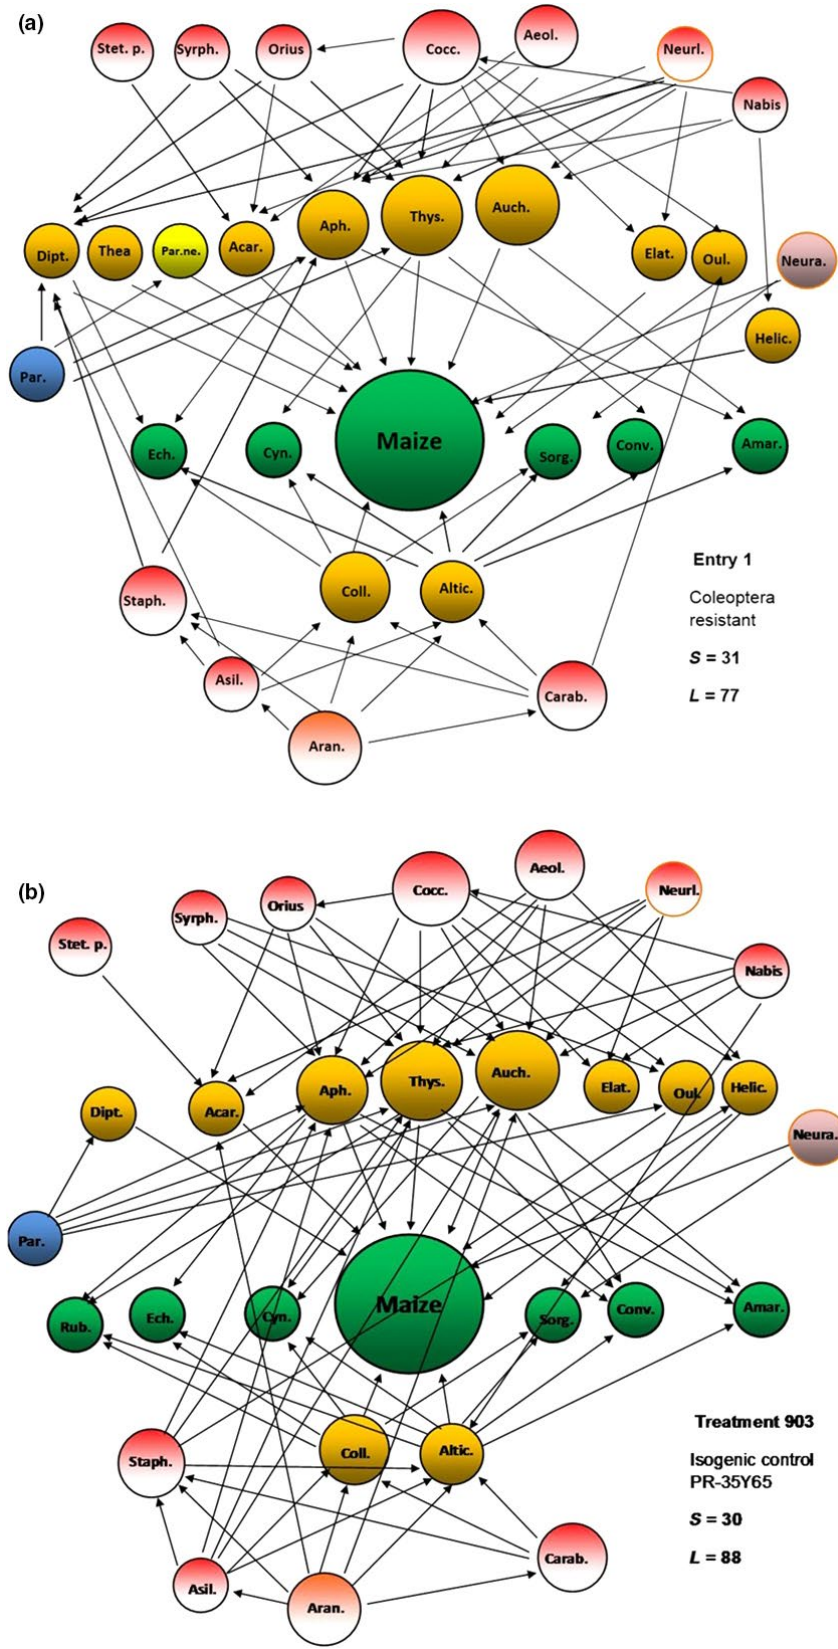 (a)
Stet. p.
Syrph.
Orius
Cocc.
Aeol.
Neurl.
Nabis
Dipt.
Thea
Par.ne.
Acar.
Aph.
Thys.
Auch.
Elat.
Oul.
Neura.
Helic.
Par.
Ech.
Cyn.
Maize
Sorg.
Conv.
Amar.
Staph.
Coll.
Altic.
Asil.
Aran.
Carab.
Entry 1
Coleoptera
resistant
S = 31
L = 77
(b)
Stet. p.
Syrph.
Orius
Cocc.
Aeol.
Neurl.
Nabis
Dipt.
Acar.
Aph.
Thys.
Auch.
Elat.
Oul.
Helic.
Neura.
Par.
Rub.
Ech.
Cyn.
Maize
Sorg.
Conv.
Amar.
Staph.
Coll.
Altic.
Asil.
Aran.
Carab.
Treatment 903
Isogenic control
PR-35Y65
S = 30
L = 88